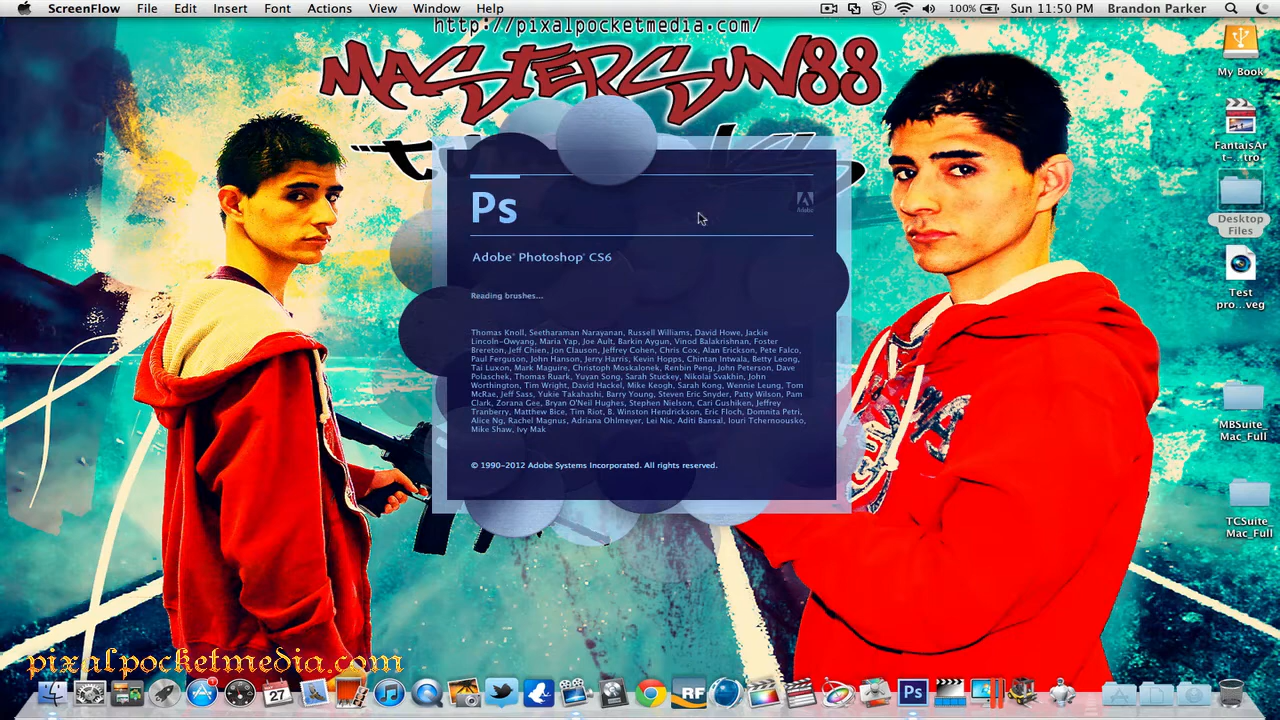 ScreenFlow File Edit Insert Font Actions View Window Help 100% Sun 11:50 PM Brandon Parker
http://pixalpocketmedia.com/
MASTERSUN88
My Book
FantaisAr
t-...tro
Desktop
Files
Test
pro...veg
MBSuite_
Mac_Full
TCSuite_
Mac_Full
Ps
Adobe
Adobe® Photoshop® CS6
Reading brushes...
Thomas Knoll, Seetharaman Narayanan, Russell Williams, David Howe, Jackie
Lincoln-Owyang, Maria Yap, Joe Ault, Barkin Aygun, Vinod Balakrishnan, Foster
Brereton, Jeff Chien, Jon Clauson, Jeffrey Cohen, Chris Cox, Alan Erickson, Pete Falco,
Paul Ferguson, John Hanson, Jerry Harris, Kevin Hopps, Chintan Intwala, Betty Leong,
Tai Luxon, Mark Maguire, Christoph Moskalonek, Renbin Peng, John Peterson, Dave
Polaschek, Thomas Ruark, Yuyan Song, Sarah Stuckey, Nikolai Svakhin, John
Worthington, Tim Wright, David Hackel, Mike Keogh, Sarah Kong, Wennie Leung, Tom
McRae, Jeff Sass, Yukie Takahashi, Barry Young, Steven Eric Snyder, Patty Wilson, Pam
Clark, Zorana Gee, Bryan O'Neil Hughes, Stephen Nielson, Cari Gushiken, Jeffrey
Tranberry, Matthew Bice, Tim Riot, B. Winston Hendrickson, Eric Floch, Domnita Petri,
Alice Ng, Rachel Magnus, Adriana Ohlmeyer, Lei Nie, Aditi Bansal, Iouri Tchernoousko,
Mike Shaw, Ivy Mak
© 1990-2012 Adobe Systems Incorporated. All rights reserved.
pixalpocketmedia.com
27
RF
Ps